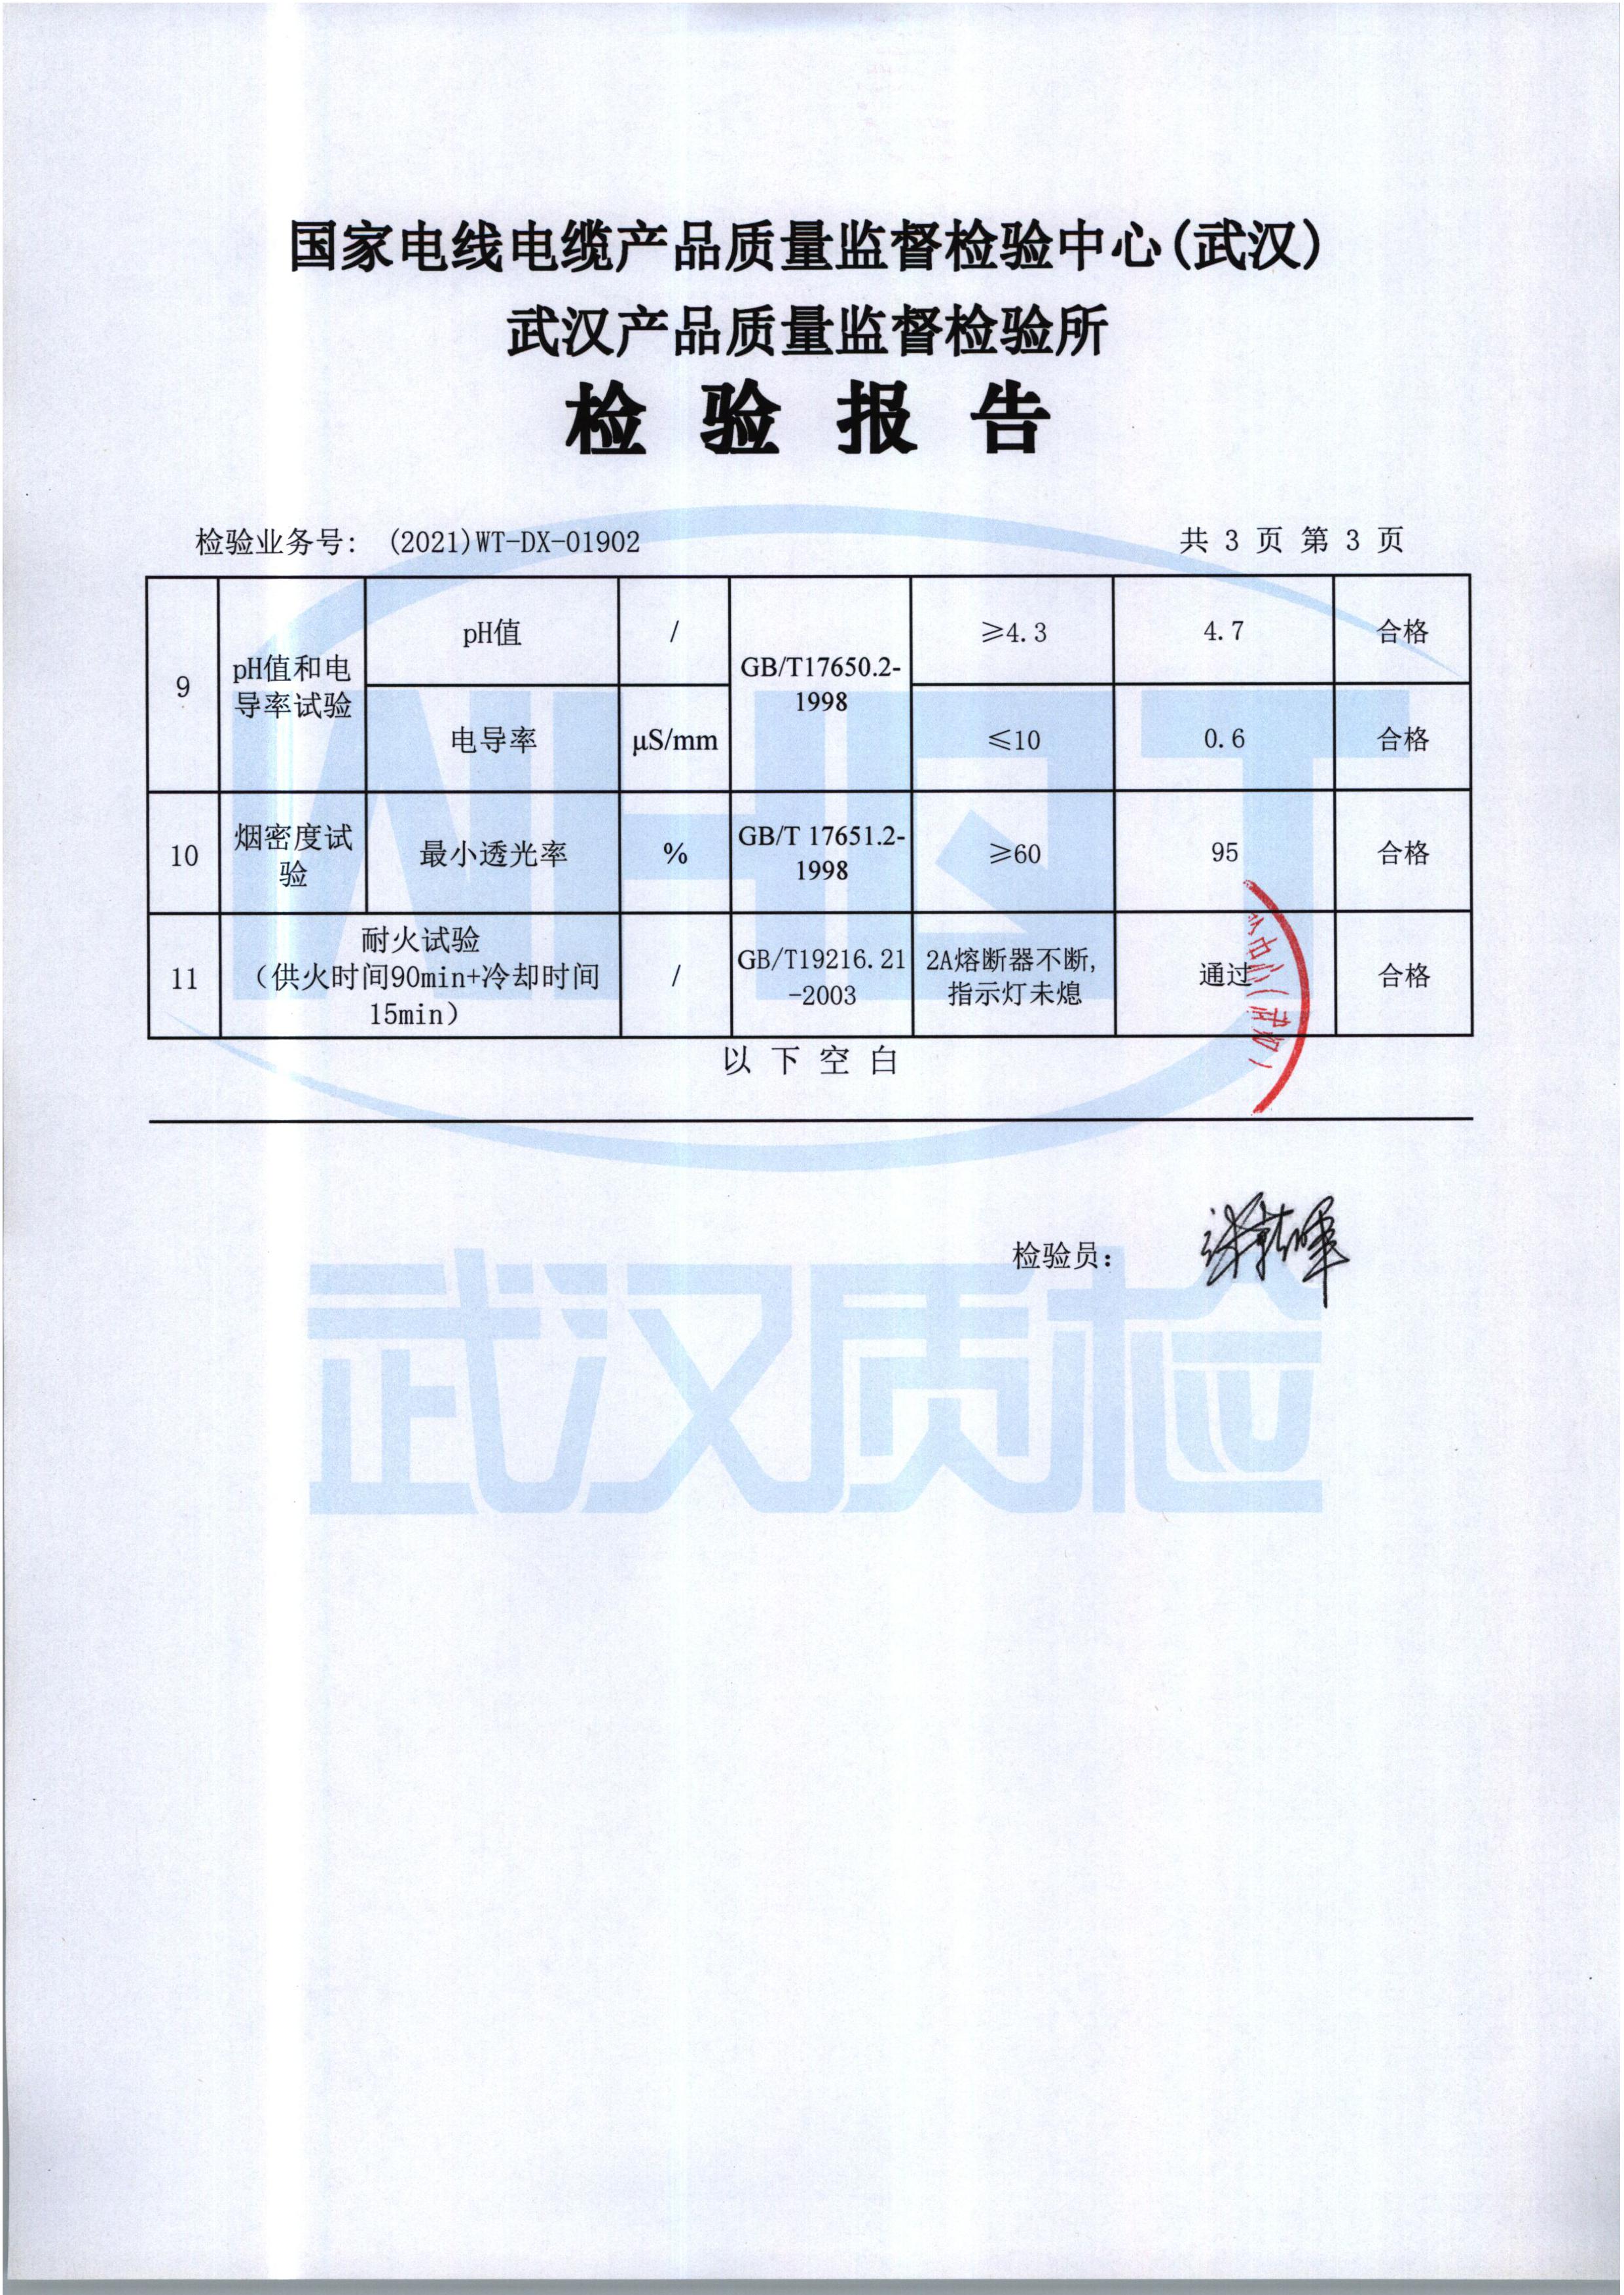 国家电线电缆产品质量监督检验中心(武汉)
武汉产品质量监督检验所
检 验 报 告
检验业务号: (2021)WT-DX-01902
共 3 页 第 3 页
9
pH值和电
导率试验
pH值
/
GB/T17650.2-
1998
≥4.3
4.7
合格
电导率
μS/mm
≤10
0.6
合格
10
烟密度试
验
最小透光率
%
GB/T 17651.2-
1998
≥60
95
合格
11
耐火试验
（供火时间90min+冷却时间
15min）
/
GB/T19216.21
-2003
2A熔断器不断,
指示灯未熄
通过
合格
以 下 空 白
检验员：
WHQT
武汉质检